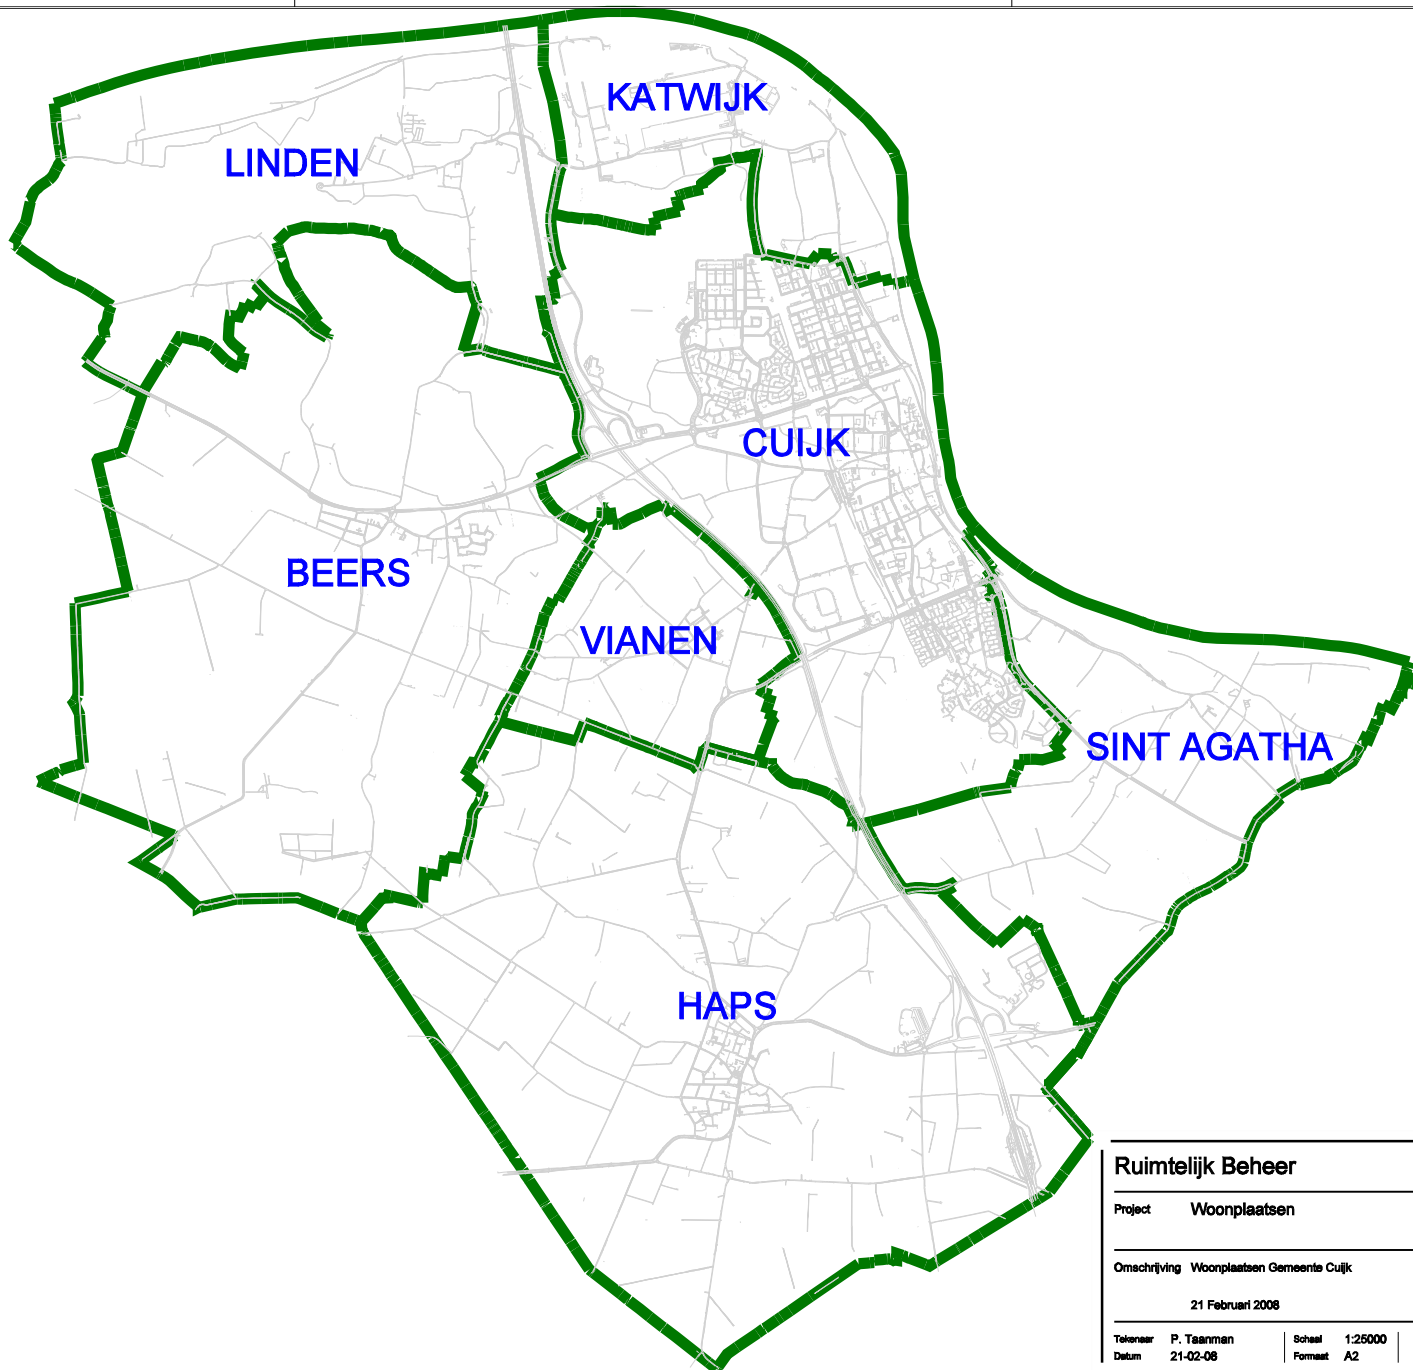 KATWIJK
LINDEN
CUIJK
BEERS
VIANEN
SINT AGATHA
HAPS
Ruimtelijk Beheer
Project Woonplaatsen
Omschrijving Woonplaatsen Gemeente Cuijk
21 Februari 2008
Tekenaar P. Taanman Schaal 1:25000
Datum 21-02-08 Formaat A2